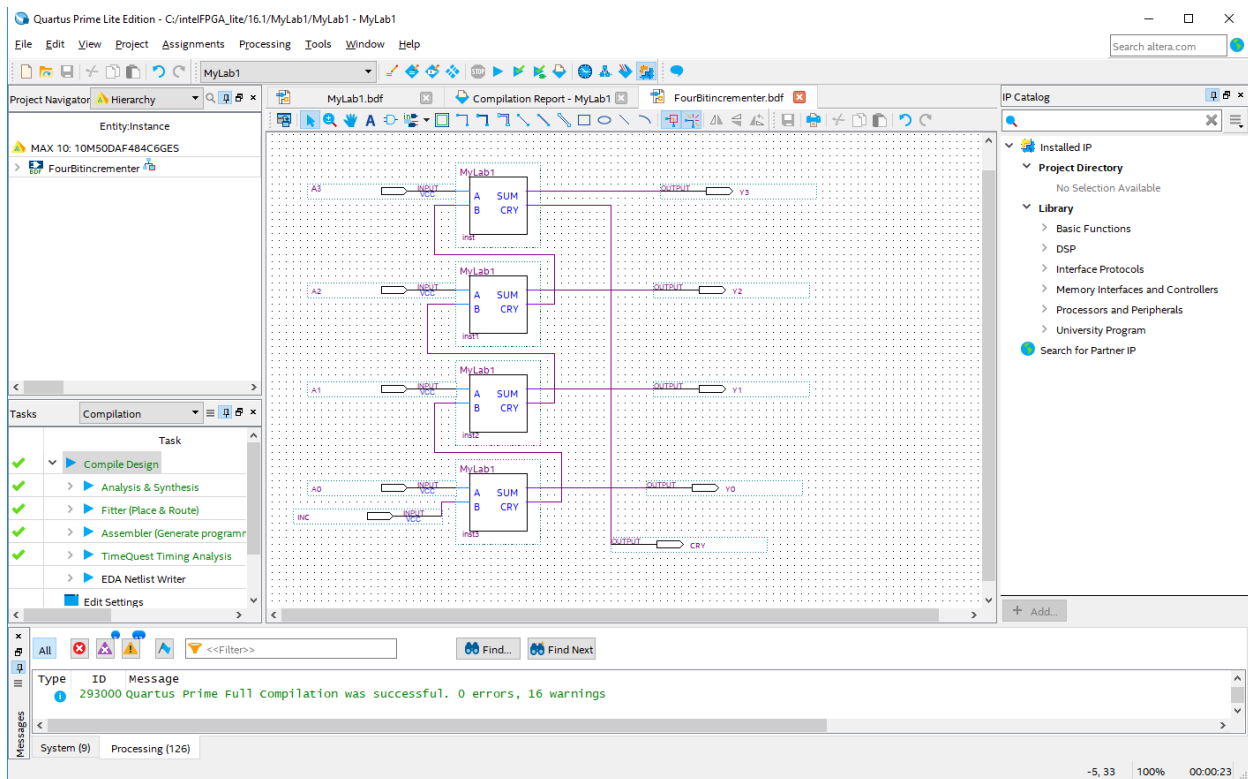 Quartus Prime Lite Edition - C:/intelFPGA_lite/16.1/MyLab1/MyLab1 - MyLab1
File Edit View Project Assignments Processing Tools Window Help
Search altera.com
MyLab1
Project Navigator Hierarchy
Entity:Instance
MAX 10: 10M50DAF484C6GES
FourBitincrementer
MyLab1.bdf
Compilation Report - MyLab1
FourBitincrementer.bdf
MyLab1
A3 INPUT VCC
A SUM
B CRY
inst
OUTPUT Y3
MyLab1
A2 INPUT VCC
A SUM
B CRY
inst1
OUTPUT Y2
MyLab1
A1 INPUT VCC
A SUM
B CRY
inst2
OUTPUT Y1
MyLab1
A0 INPUT VCC
A SUM
B CRY
INC INPUT VCC
inst3
OUTPUT Y0
OUTPUT CRY
IP Catalog
Installed IP
Project Directory
No Selection Available
Library
Basic Functions
DSP
Interface Protocols
Memory Interfaces and Controllers
Processors and Peripherals
University Program
Search for Partner IP
+ Add...
Tasks Compilation
Task
Compile Design
Analysis & Synthesis
Fitter (Place & Route)
Assembler (Generate programr
TimeQuest Timing Analysis
EDA Netlist Writer
Edit Settings
All <<Filter>> Find... Find Next
Type ID Message
293000 Quartus Prime Full Compilation was successful. 0 errors, 16 warnings
Messages
System (9) Processing (126)
-5, 33 100% 00:00:23